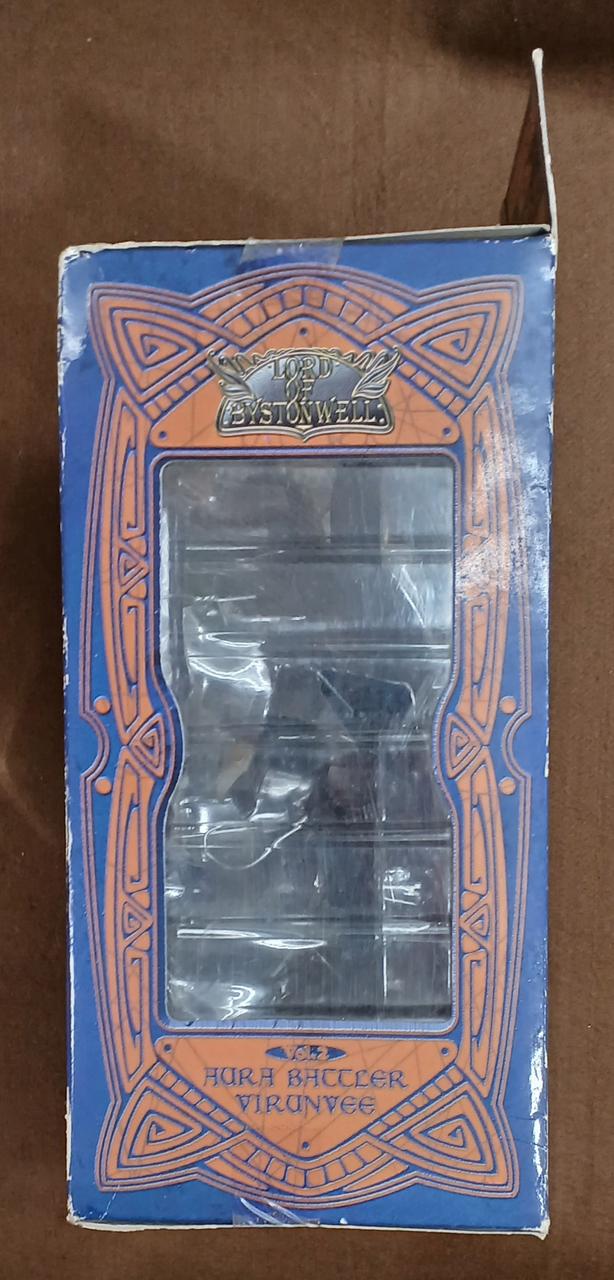 LORD
OF
BYSTONWELL
Vol.2
AURA BATTLER
VIRUNVEE